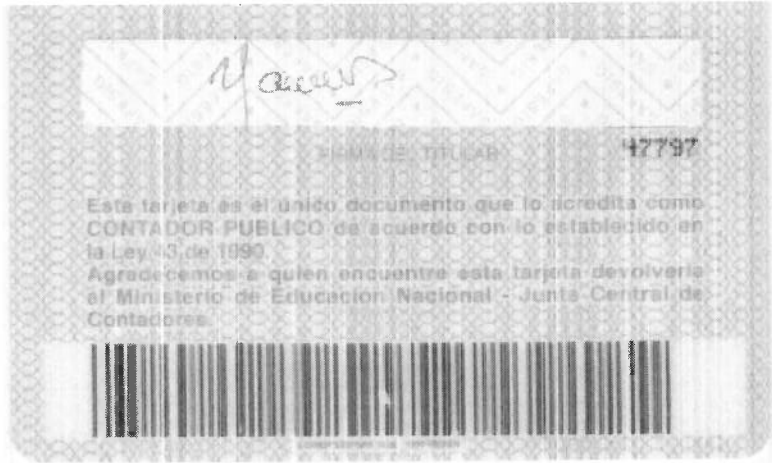 FIRMA DEL TITULAR
47797
Esta tarjeta es el único documento que lo acredita como
CONTADOR PUBLICO de acuerdo con lo establecido en
la Ley 43 de 1990.
Agradecemos a quien encuentre esta tarjeta devolverla
al Ministerio de Educación Nacional - Junta Central de
Contadores.